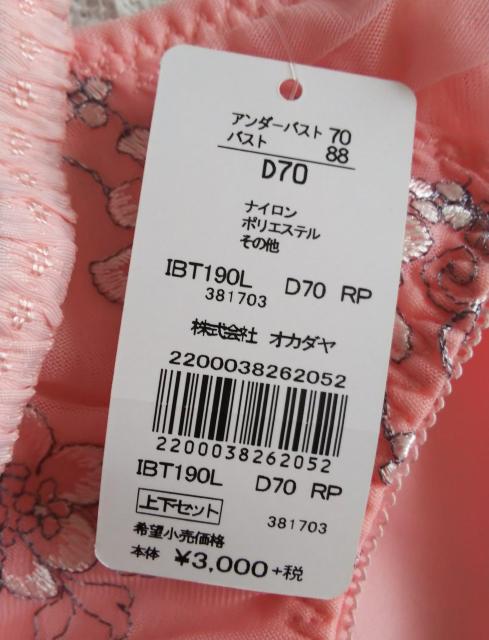 アンダーバスト 70
バスト 88
D70
ナイロン
ポリエステル
その他
IBT190L D70 RP
381703
株式会社 オカダヤ
2200038262052
2200038262052
IBT190L D70 RP
上下セット 381703
希望小売価格
本体 ¥3,000+税